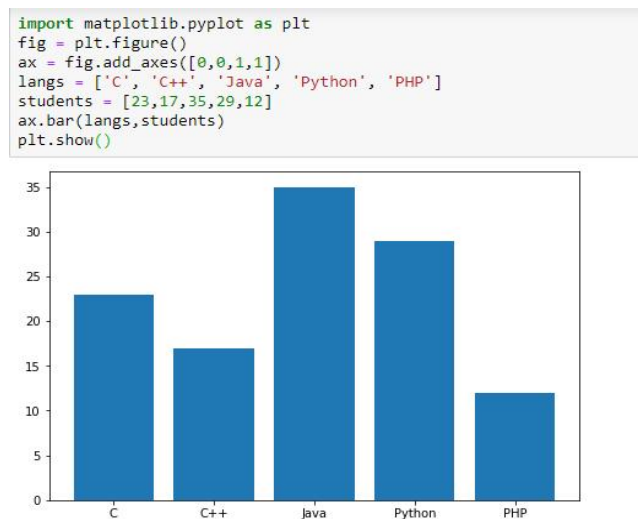 import matplotlib.pyplot as plt
fig = plt.figure()
ax = fig.add_axes([0,0,1,1])
langs = ['C', 'C++', 'Java', 'Python', 'PHP']
students = [23,17,35,29,12]
ax.bar(langs,students)
plt.show()
35
30
25
20
15
10
5
0
C C++ Java Python PHP